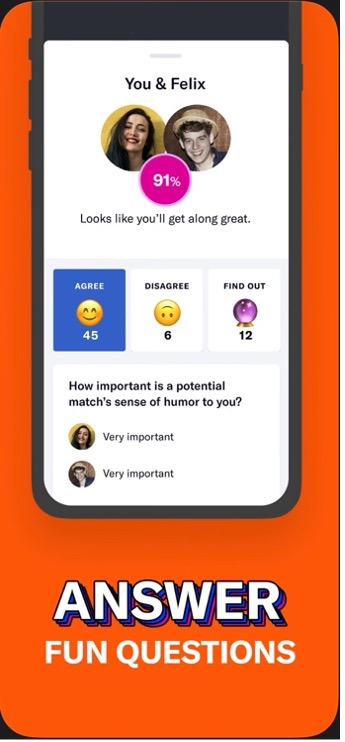 You & Felix
91%
Looks like you'll get along great.
AGREE
DISAGREE
FIND OUT
45
6
12
How important is a potential
match's sense of humor to you?
Very important
Very important
ANSWER
FUN QUESTIONS